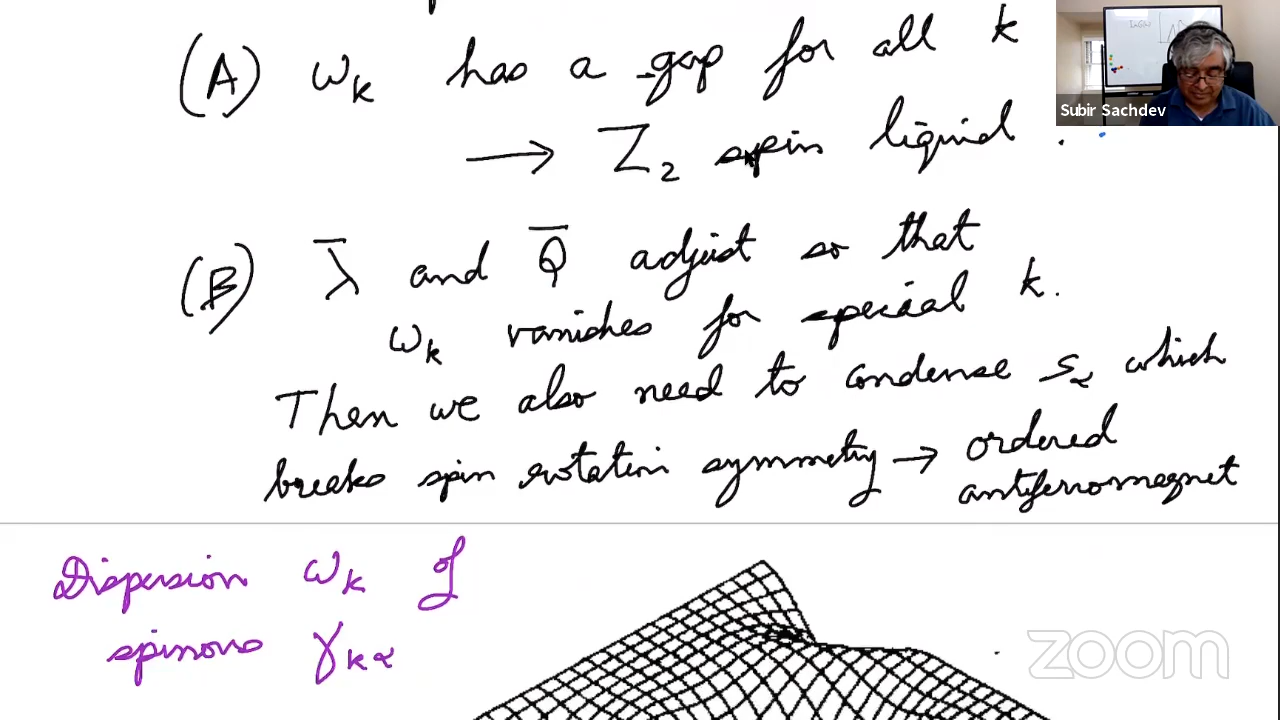 (A) ω_k has a gap for all k
→ Z_2 spin liquid.
(B) λ̄ and Q̄ adjust so that
ω_k vanishes for special k.
Then we also need to condense s_α which
breaks spin rotation symmetry → ordered
antiferromagnet
Dispersion ω_k of
spinons γ_kα
Subir Sachdev
zoom